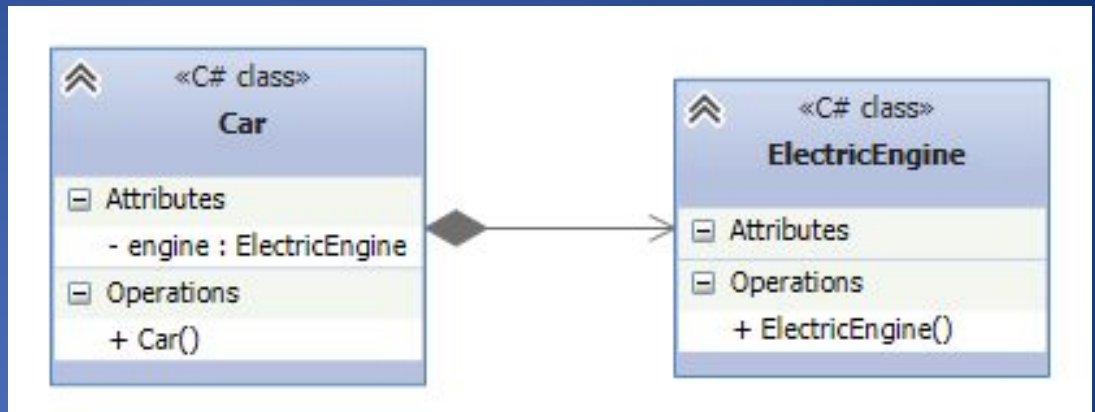 «C# class»
Car
Attributes
- engine : ElectricEngine
Operations
+ Car()
«C# class»
ElectricEngine
Attributes
Operations
+ ElectricEngine()